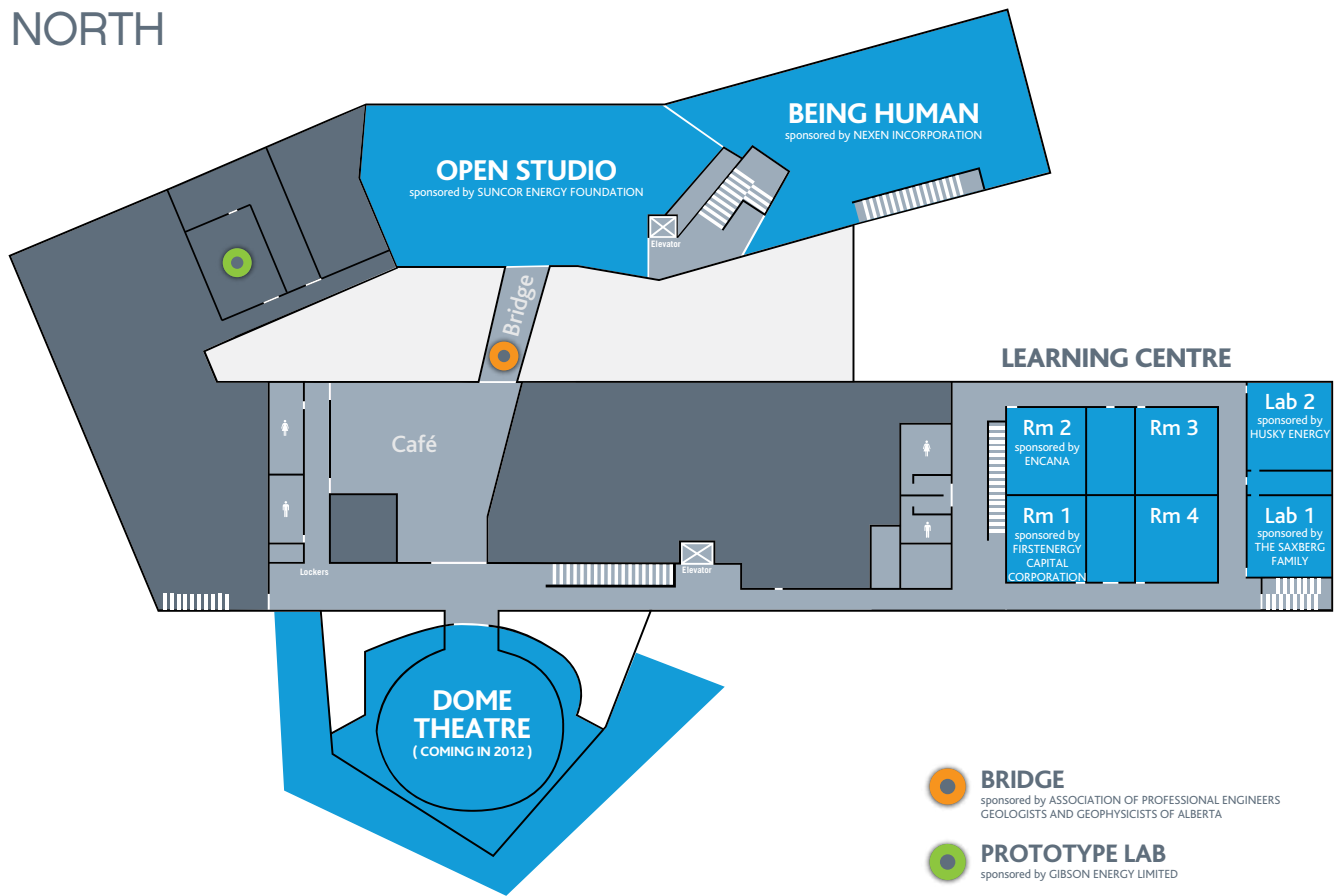 NORTH
BEING HUMAN
sponsored by NEXEN INCORPORATION
OPEN STUDIO
sponsored by SUNCOR ENERGY FOUNDATION
Elevator
Bridge
LEARNING CENTRE
Café
Rm 2
sponsored by
ENCANA
Rm 3
Lab 2
sponsored by
HUSKY ENERGY
Rm 1
sponsored by
FIRSTENERGY
CAPITAL
CORPORATION
Rm 4
Lab 1
sponsored by
THE SAXBERG
FAMILY
Lockers
Elevator
DOME
THEATRE
( COMING IN 2012 )
BRIDGE
sponsored by ASSOCIATION OF PROFESSIONAL ENGINEERS
GEOLOGISTS AND GEOPHYSICISTS OF ALBERTA
PROTOTYPE LAB
sponsored by GIBSON ENERGY LIMITED